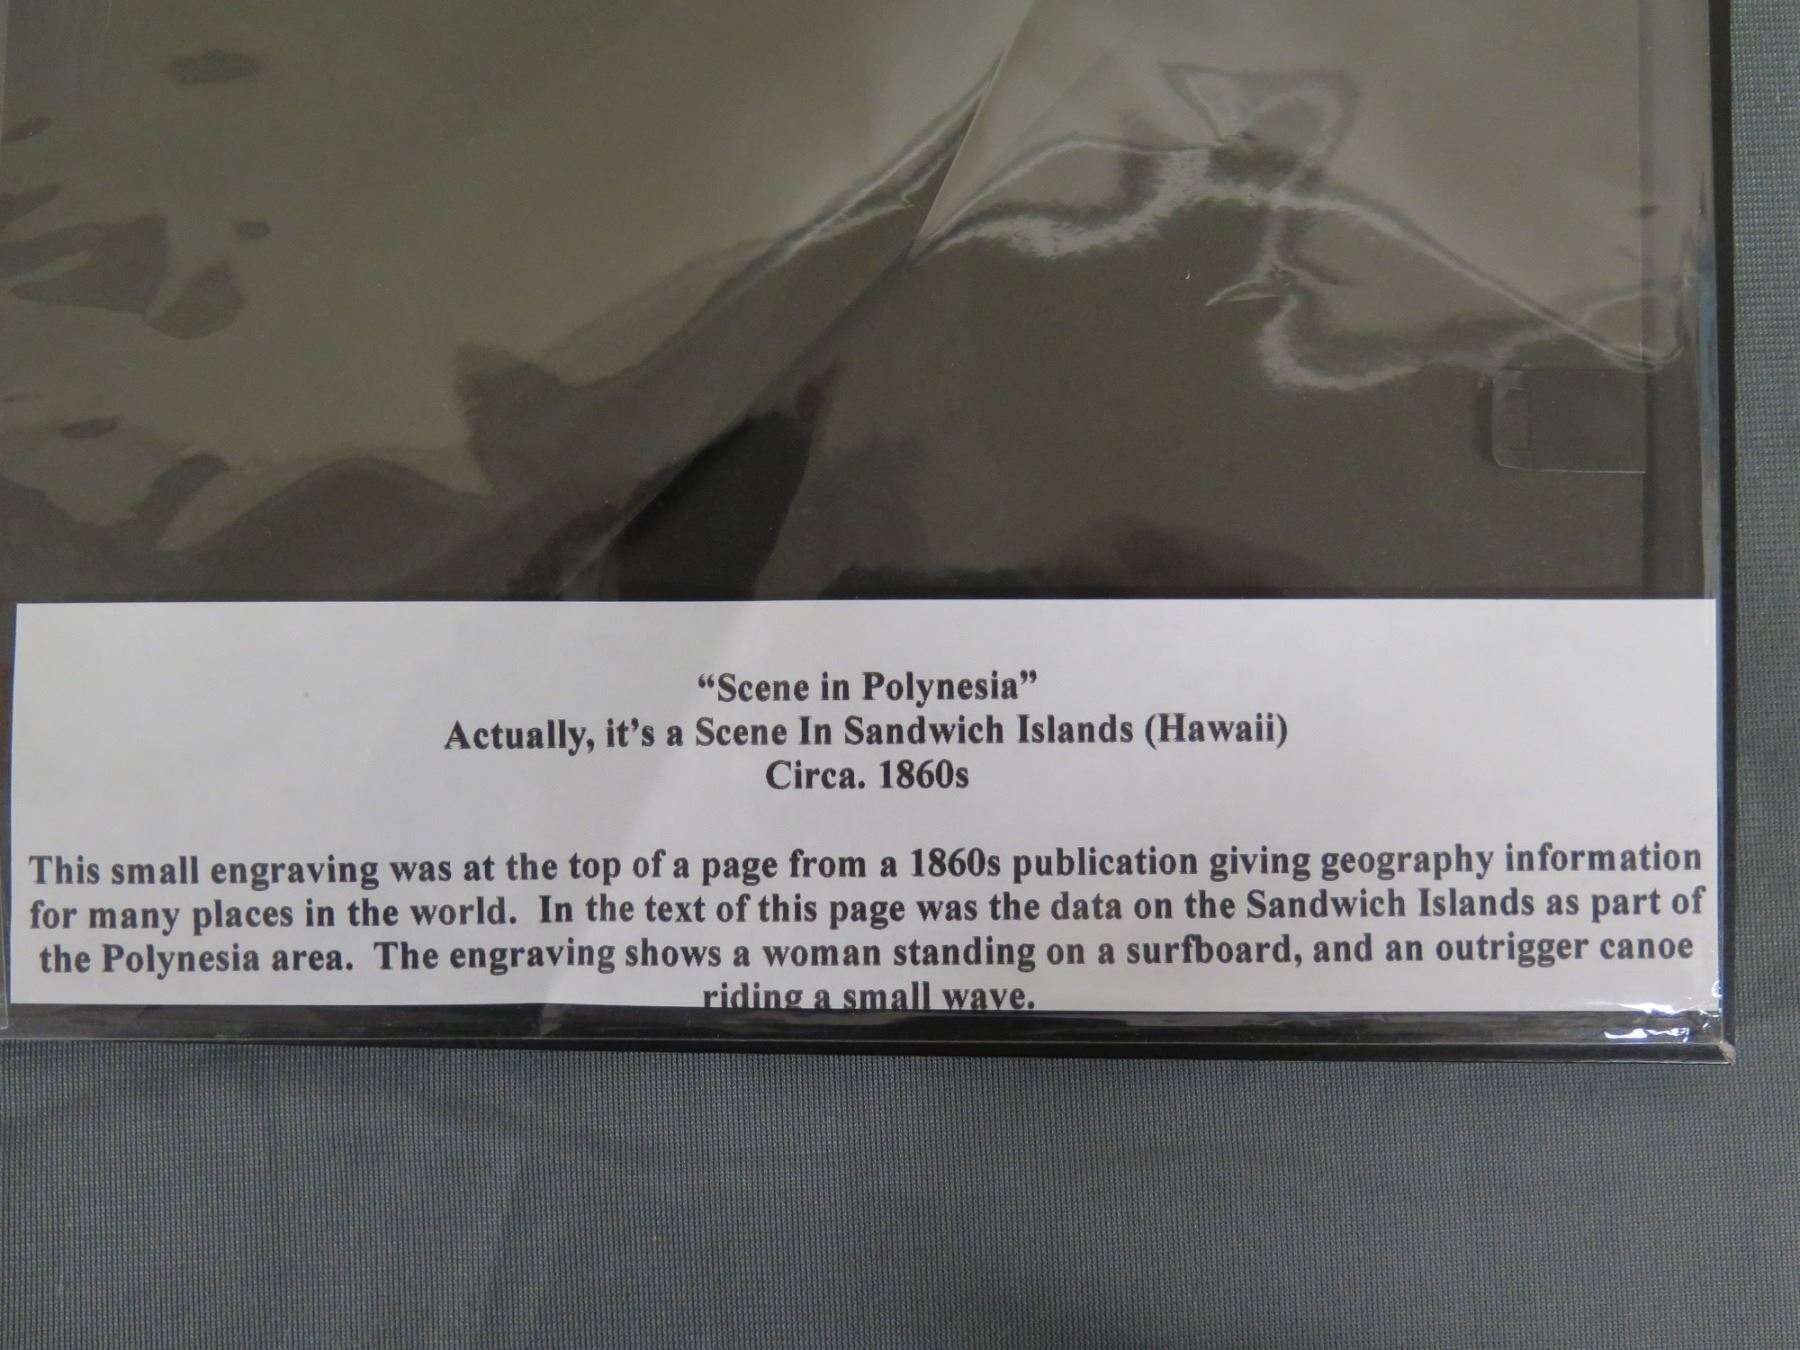 “Scene in Polynesia”
Actually, it’s a Scene In Sandwich Islands (Hawaii)
Circa. 1860s
This small engraving was at the top of a page from a 1860s publication giving geography information
for many places in the world.  In the text of this page was the data on the Sandwich Islands as part of
the Polynesia area.  The engraving shows a woman standing on a surfboard, and an outrigger canoe
riding a small wave.